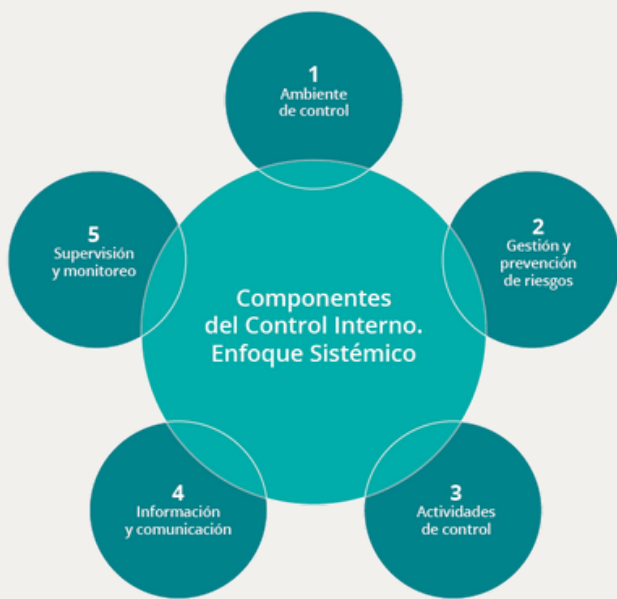 1
Ambiente
de control
2
Gestión y
prevención
de riesgos
5
Supervisión
y monitoreo
Componentes
del Control Interno.
Enfoque Sistémico
4
Información
y comunicación
3
Actividades
de control